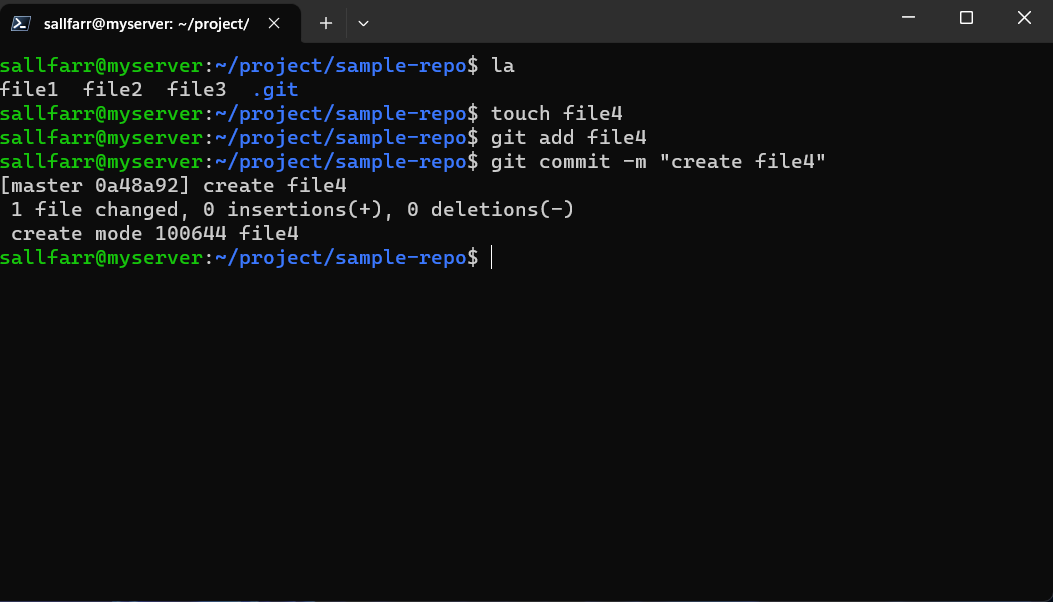 sallfarr@myserver: ~/project/
sallfarr@myserver:~/project/sample-repo$ la
file1  file2  file3  .git
sallfarr@myserver:~/project/sample-repo$ touch file4
sallfarr@myserver:~/project/sample-repo$ git add file4
sallfarr@myserver:~/project/sample-repo$ git commit -m "create file4"
[master 0a48a92] create file4
 1 file changed, 0 insertions(+), 0 deletions(-)
 create mode 100644 file4
sallfarr@myserver:~/project/sample-repo$